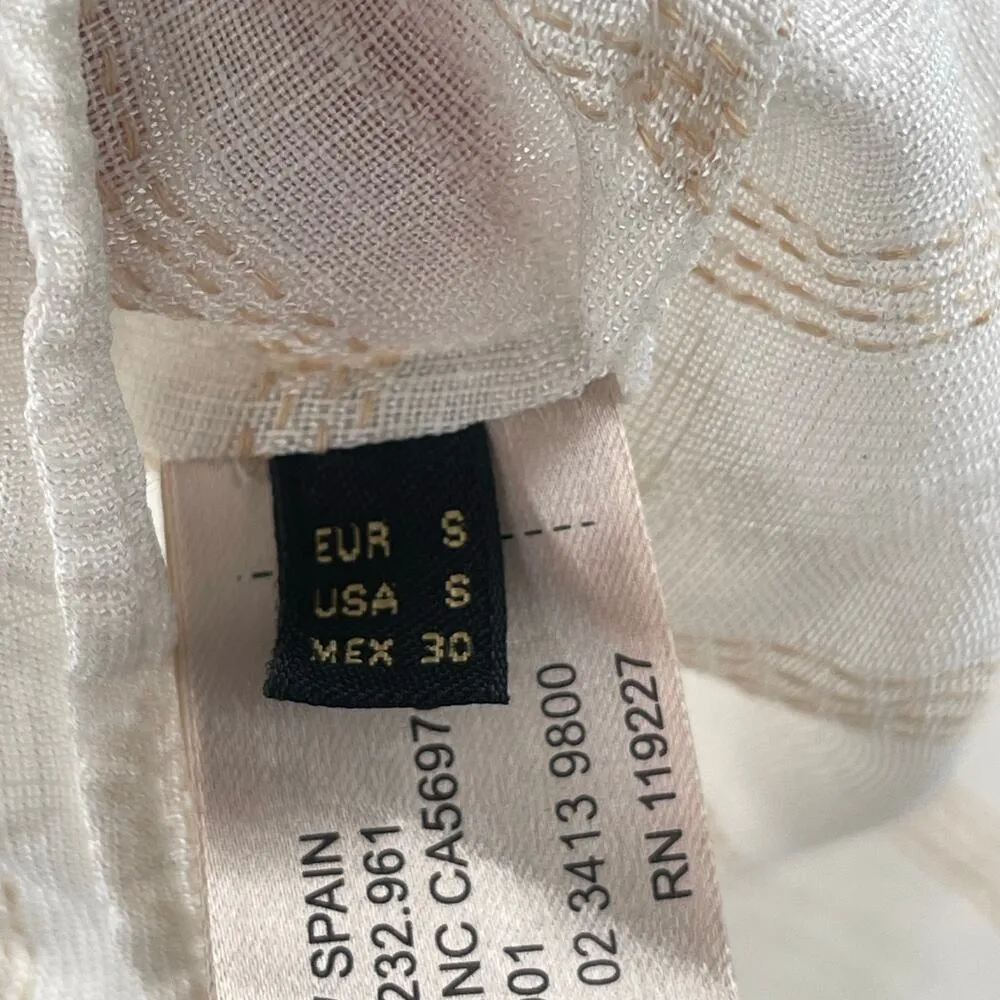 EUR S
USA S
MEX 30
SPAIN
232.961
NC CA5697
001
02 3413 9800
RN 119227